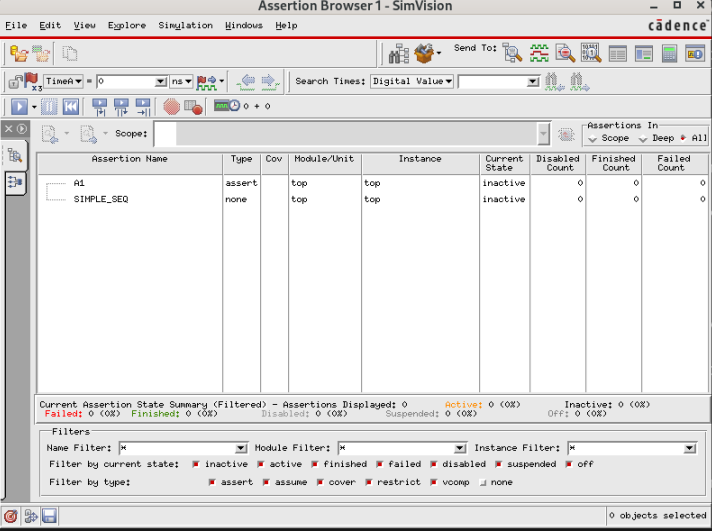 Assertion Browser 1 - SimVision
File Edit View Explore Simulation Windows Help
cādence
Send To:
x3 TimeA = 0 ns Search Times: Digital Value
0 + 0
Scope: Assertions In
Scope Deep All
Assertion Name Type Cov Module/Unit Instance Current State Disabled Count Finished Count Failed Count
A1 assert top top inactive 0 0 0
SIMPLE_SEQ none top top inactive 0 0 0
Current Assertion State Summary (Filtered) - Assertions Displayed: 0 Active: 0 (0%) Inactive: 0 (0%)
Failed: 0 (0%) Finished: 0 (0%) Disabled: 0 (0%) Suspended: 0 (0%) Off: 0 (0%)
Filters
Name Filter: * Module Filter: * Instance Filter: *
Filter by current state: inactive active finished failed disabled suspended off
Filter by type: assert assume cover restrict vcomp none
0 objects selected